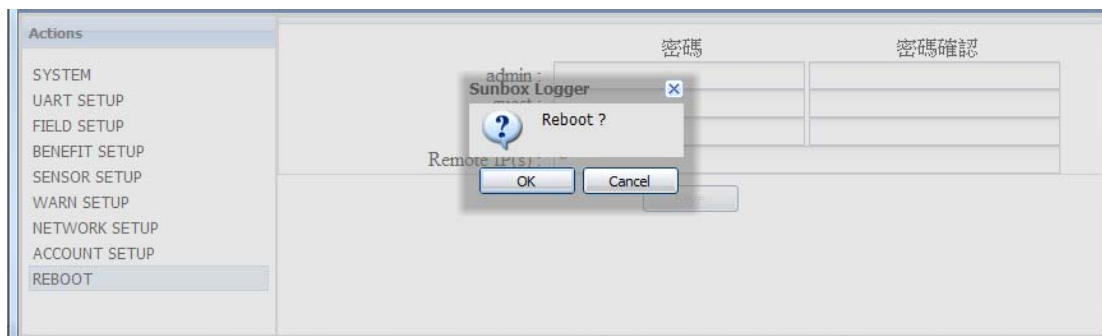 Actions
SYSTEM
UART SETUP
FIELD SETUP
BENEFIT SETUP
SENSOR SETUP
WARN SETUP
NETWORK SETUP
ACCOUNT SETUP
REBOOT
密碼 密碼確認
admin :
Sunbox Logger
Reboot ?
Remote IP(s) :
OK Cancel